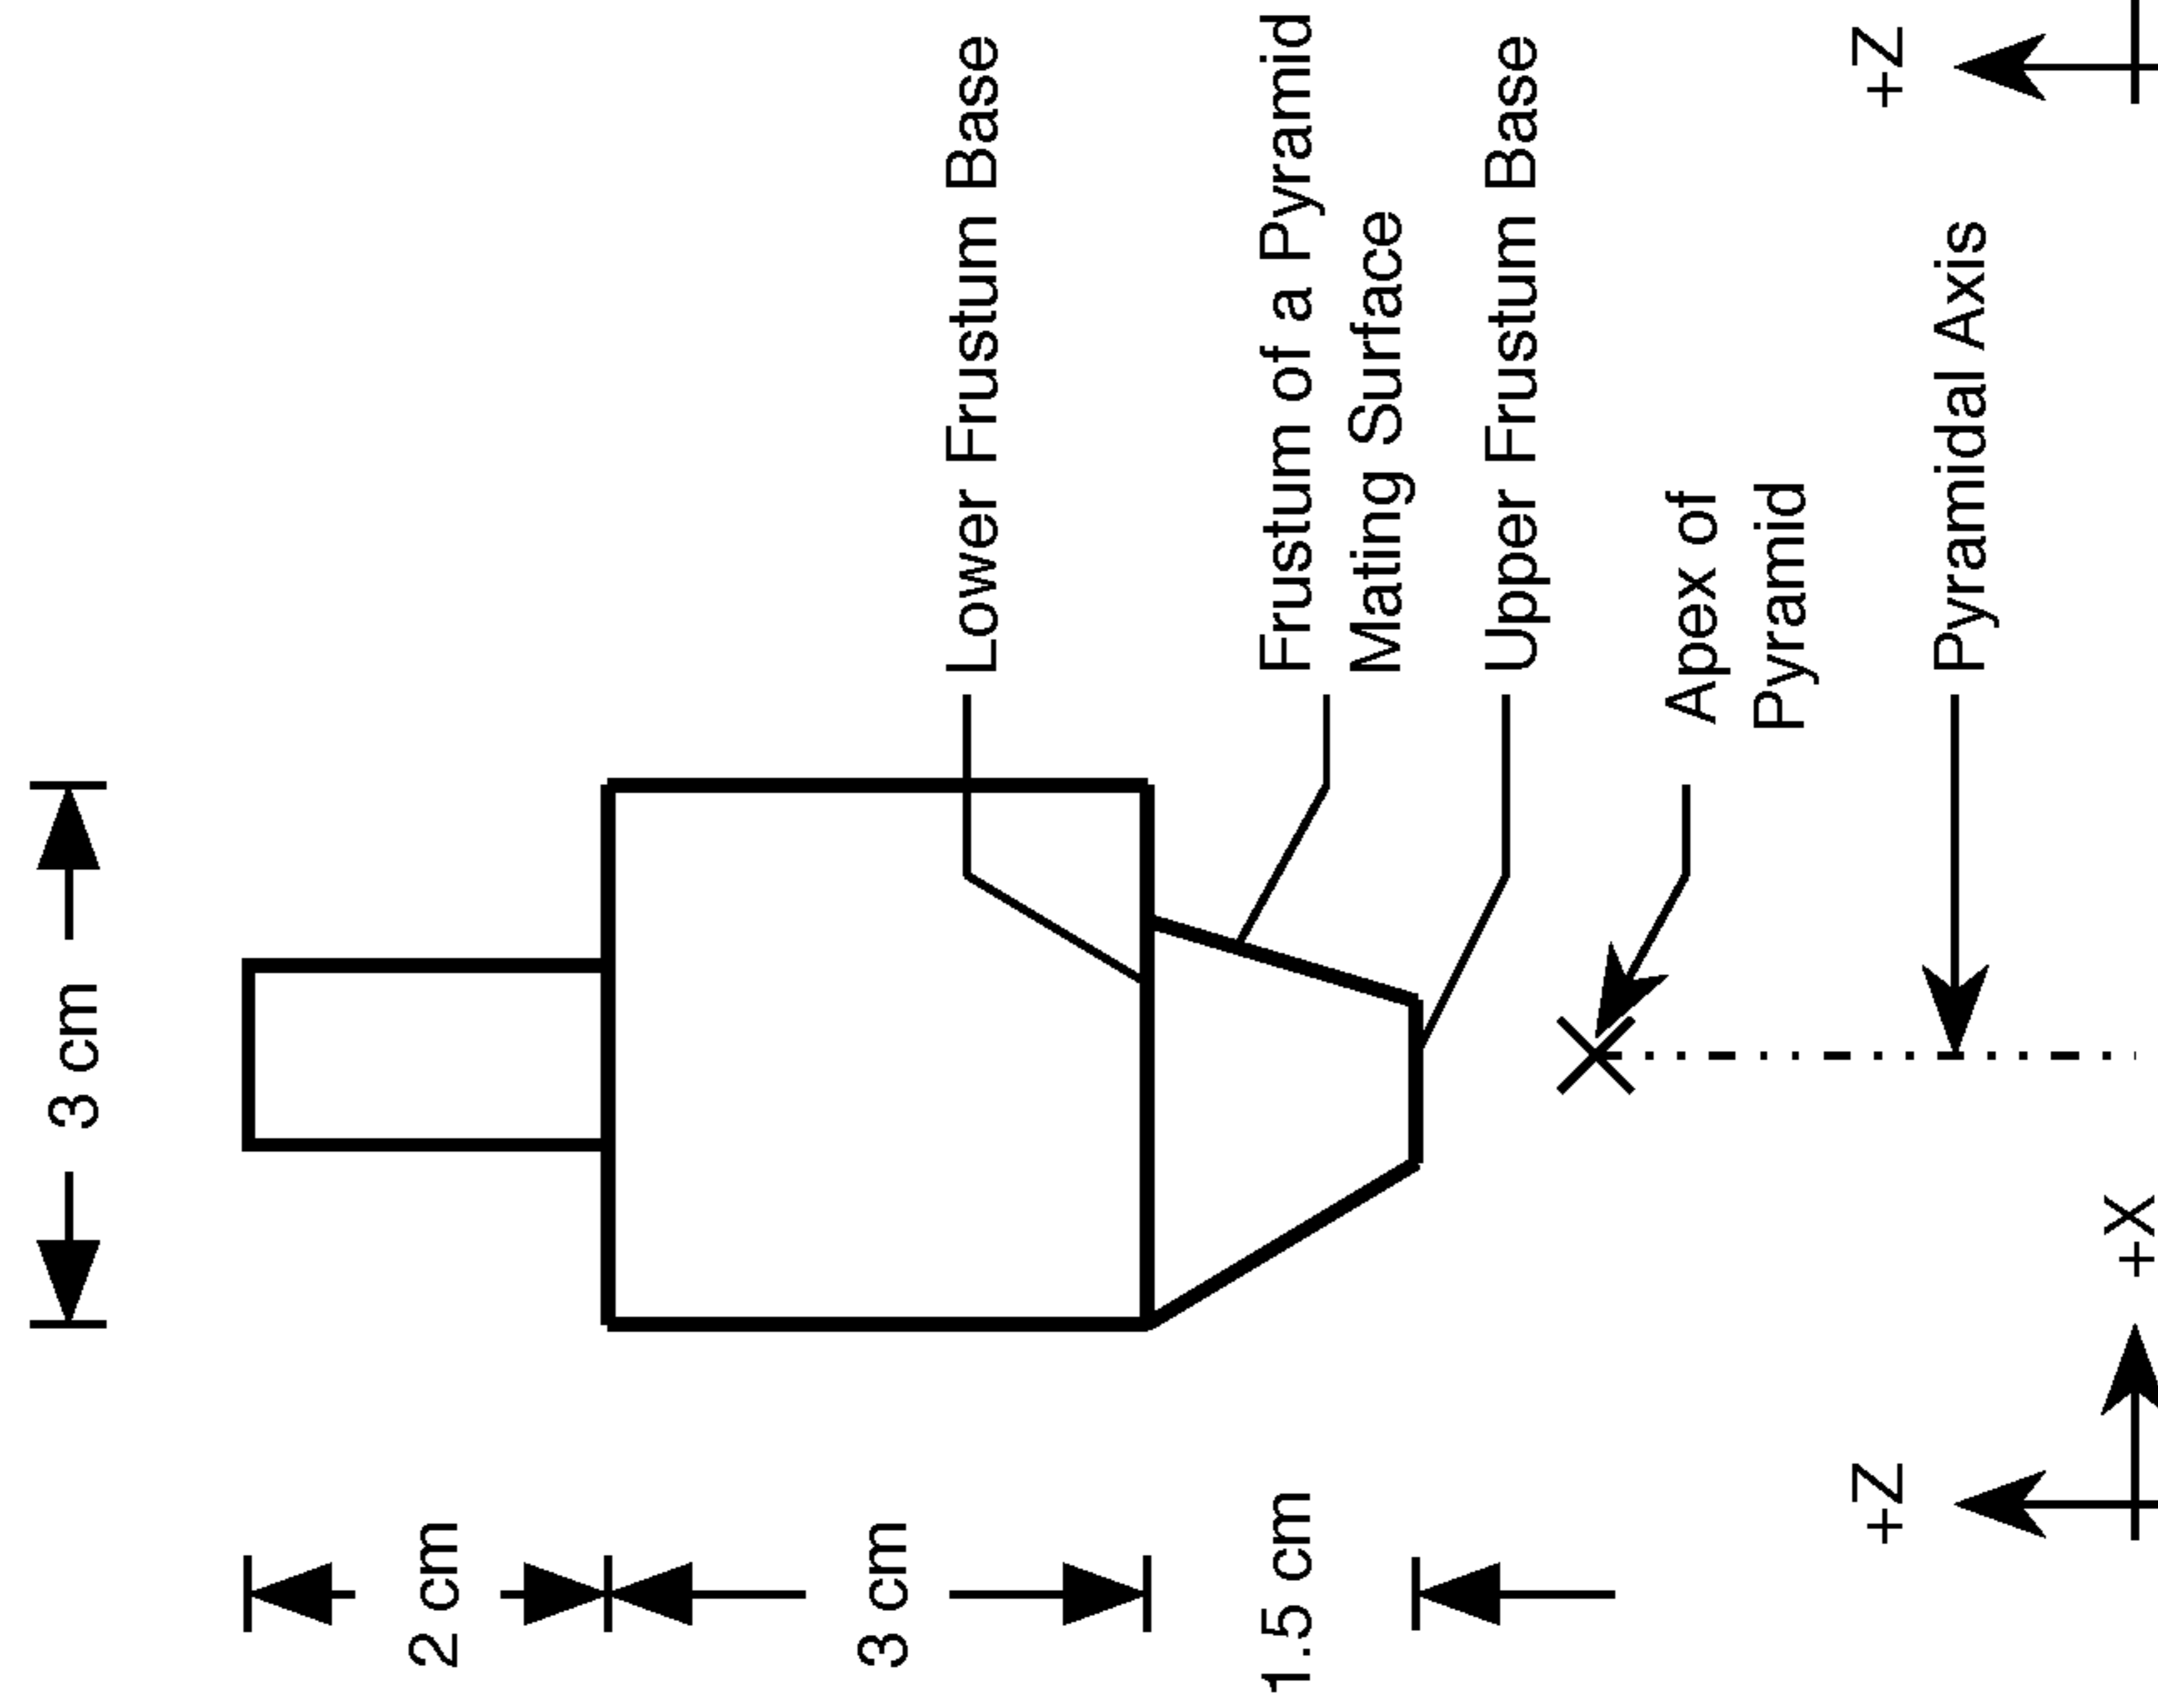 3 cm
2 cm
3 cm
1.5 cm
Lower Frustum Base
Frustum of a Pyramid
Mating Surface
Upper Frustum Base
Apex of
Pyramid
Pyramidal Axis
+Z
+X
+Z